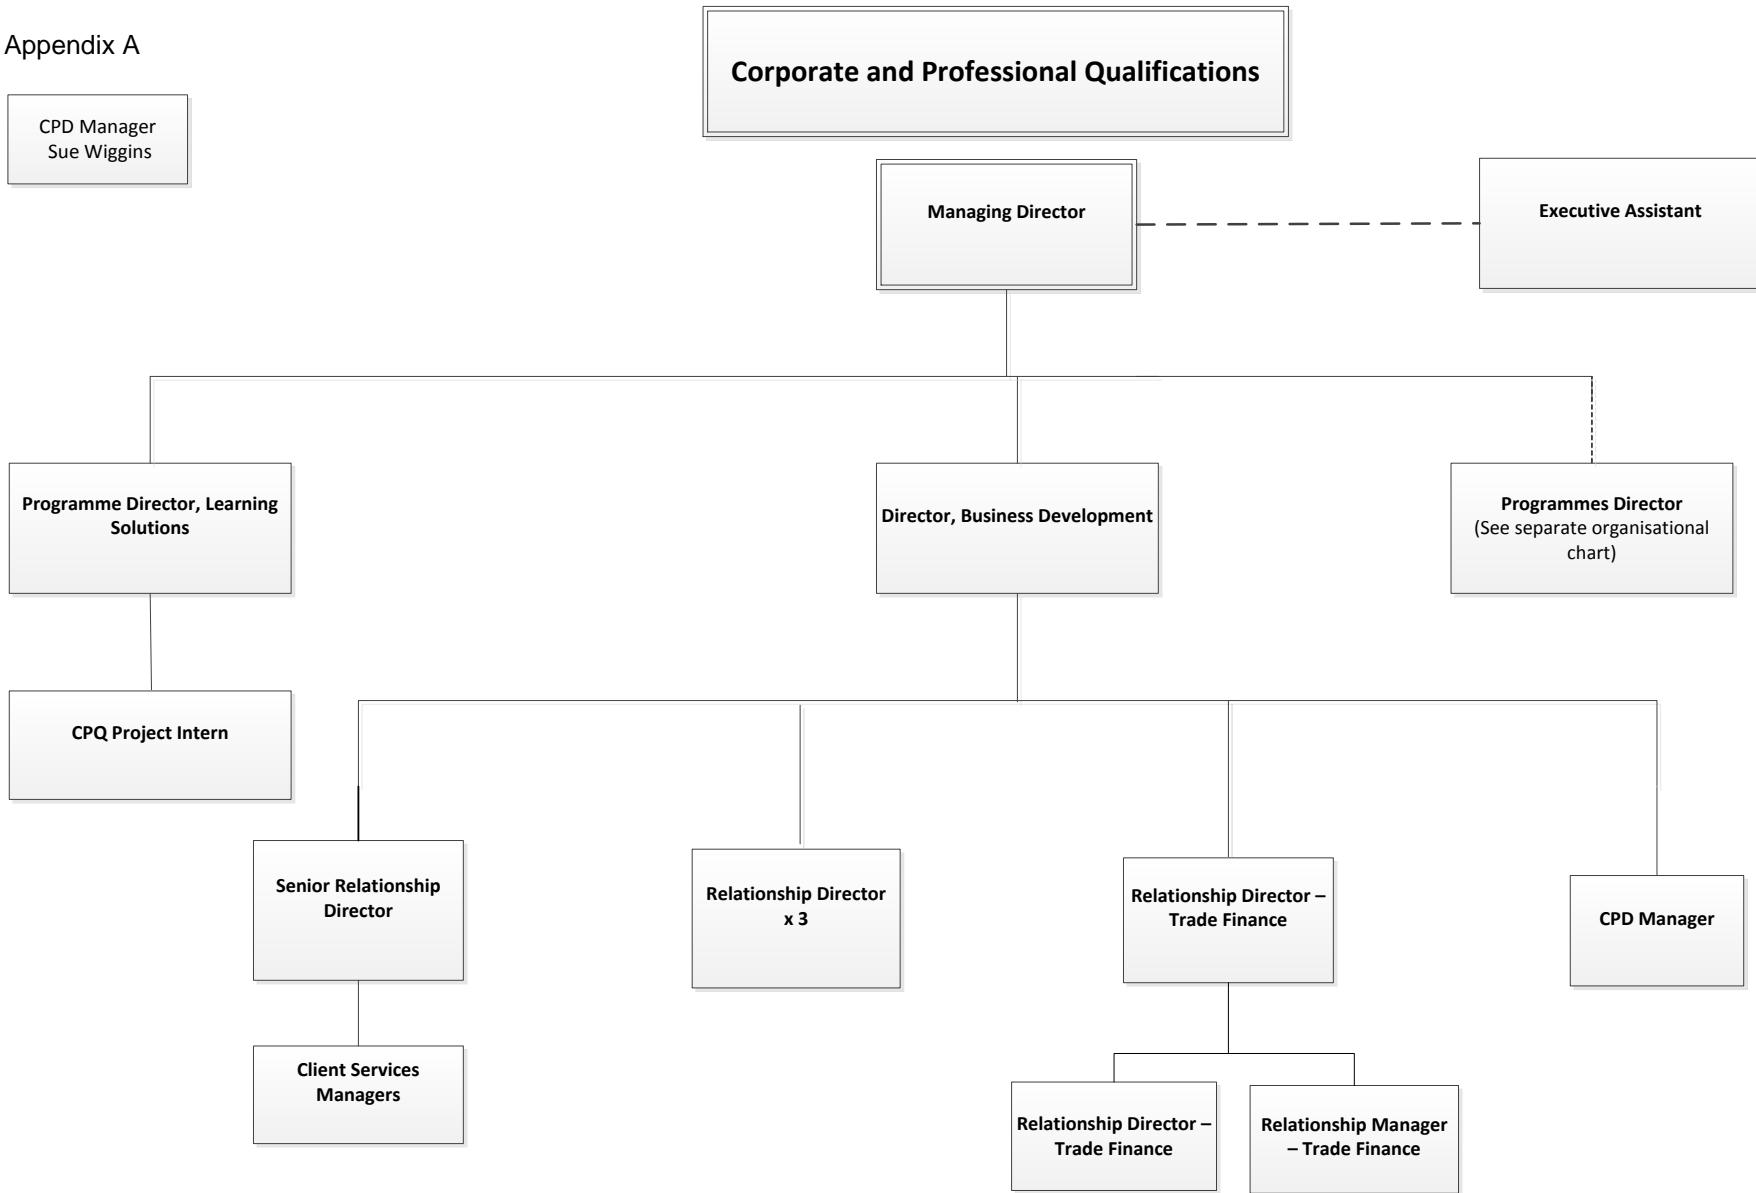 Appendix A
Corporate and Professional Qualifications
CPD Manager
Sue Wiggins
Managing Director
Executive Assistant
Programme Director, Learning
Solutions
Director, Business Development
Programmes Director
(See separate organisational
chart)
CPQ Project Intern
Senior Relationship
Director
Relationship Director
x 3
Relationship Director –
Trade Finance
CPD Manager
Client Services
Managers
Relationship Director –
Trade Finance
Relationship Manager
– Trade Finance